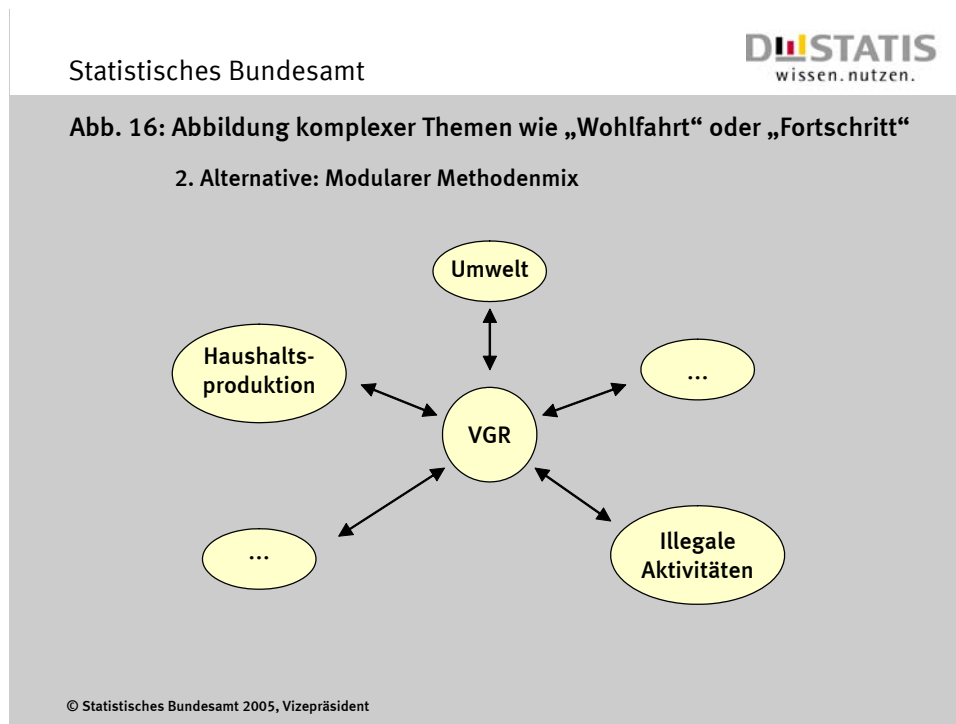 Statistisches Bundesamt
DESTATIS
wissen.nutzen.
Abb. 16: Abbildung komplexer Themen wie „Wohlfahrt“ oder „Fortschritt“
2. Alternative: Modularer Methodenmix
Umwelt
Haushalts-
produktion
...
VGR
...
Illegale
Aktivitäten
© Statistisches Bundesamt 2005, Vizepräsident